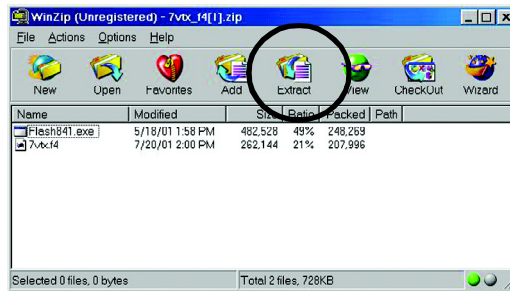 WinZip (Unregistered) - 7vtx_f4[1].zip
File Actions Options Help
New Open Favorites Add Extract View CheckOut Wizard
Name Modified Size Ratio Packed Path
Flash841.exe 5/18/01 1:58 PM 482,528 49% 248,269
7vtx.f4 7/20/01 2:00 PM 262,144 21% 207,996
Selected 0 files, 0 bytes Total 2 files, 728KB